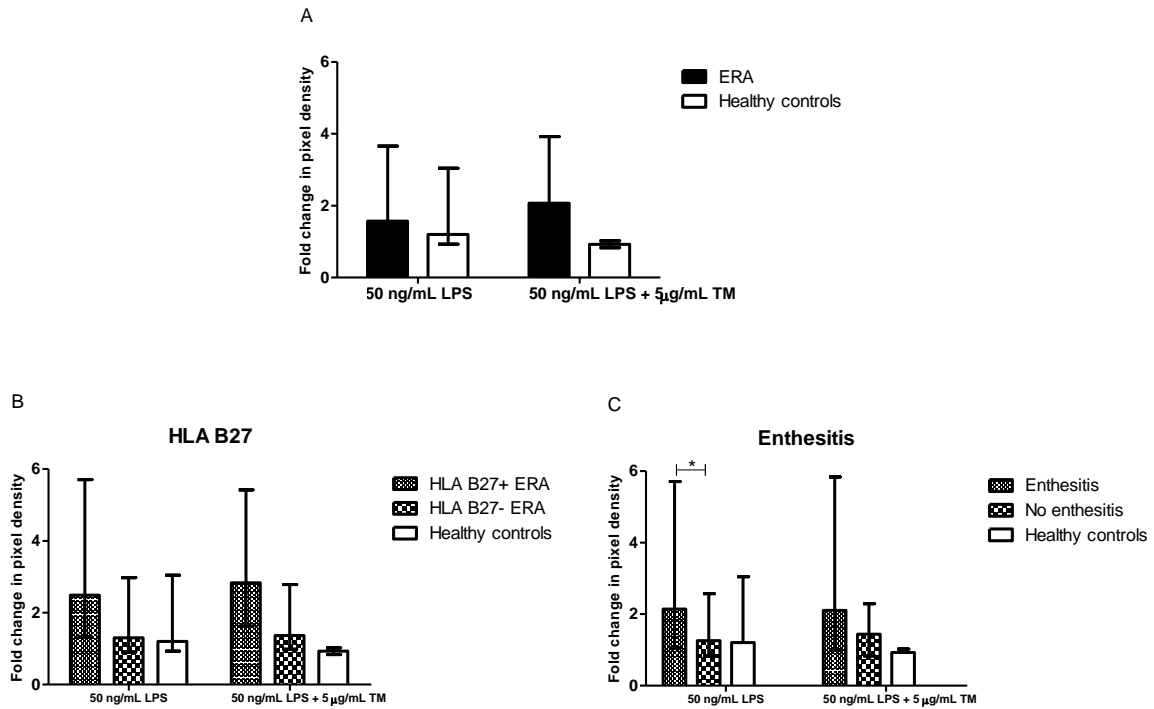 A
Fold change in pixel density
6
4
2
0
50 ng/mL LPS
50 ng/mL LPS + 5μg/mL TM
ERA
Healthy controls
B
HLA B27
Fold change in pixel density
6
4
2
0
50 ng/mL LPS
50 ng/mL LPS + 5 μg/mL TM
HLA B27+ ERA
HLA B27- ERA
Healthy controls
C
Enthesitis
Fold change in pixel density
6
4
2
0
*
50 ng/mL LPS
50 ng/mL LPS + 5 μg/mL TM
Enthesitis
No enthesitis
Healthy controls